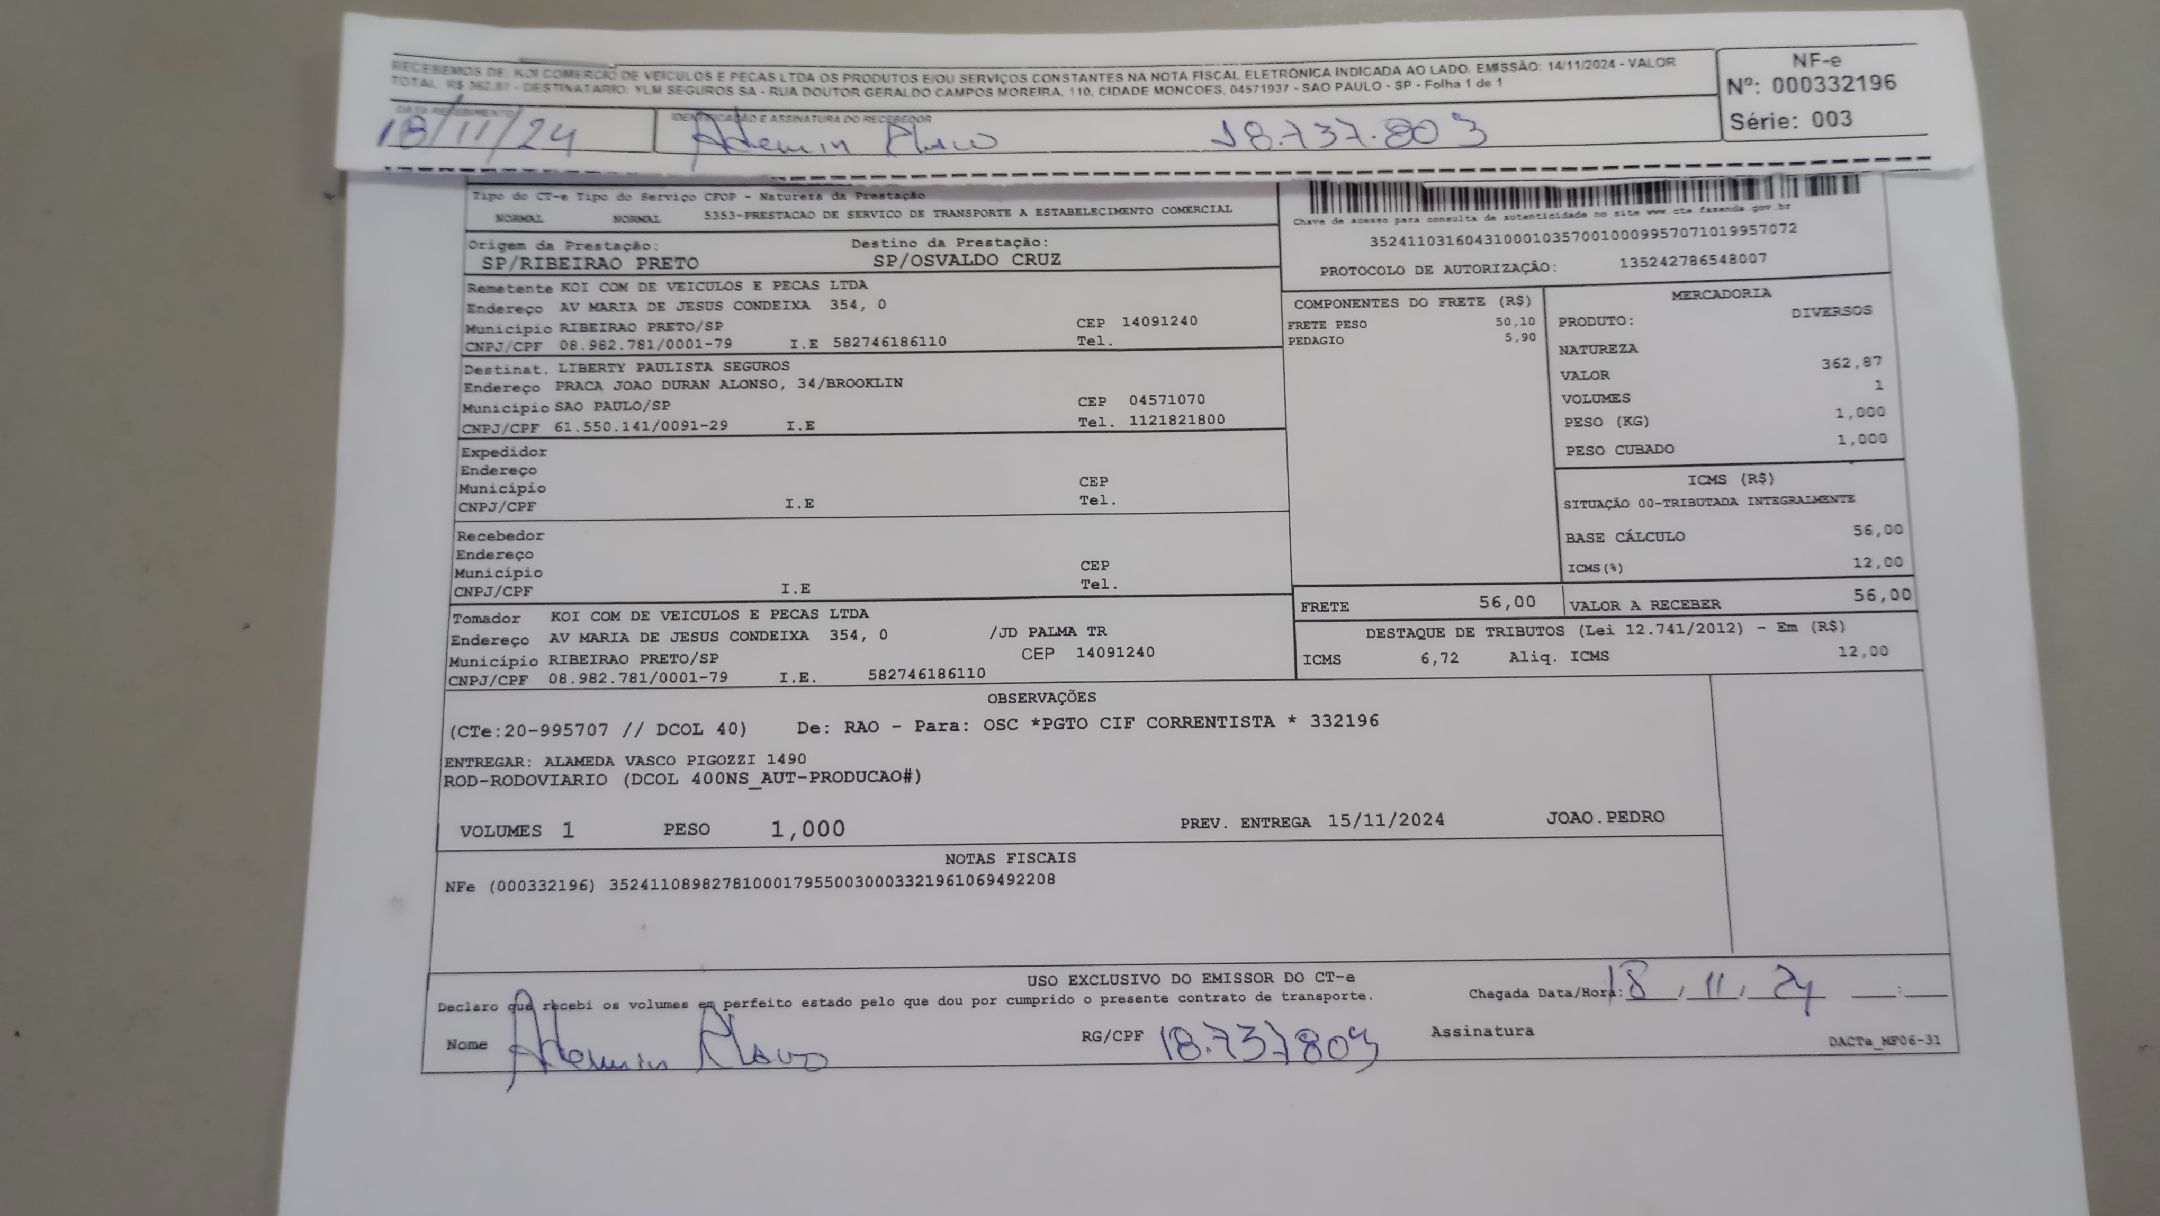 RECEBEMOS DE: KOI COMERCIO DE VEICULOS E PECAS LTDA OS PRODUTOS E/OU SERVIÇOS CONSTANTES NA NOTA FISCAL ELETRÔNICA INDICADA AO LADO. EMISSÃO: 14/11/2024 - VALOR
TOTAL: R$ 362,87 - DESTINATARIO: YLM SEGUROS SA - RUA DOUTOR GERALDO CAMPOS MOREIRA, 110, CIDADE MONCOES, 04571937 - SAO PAULO - SP - Folha 1 de 1
NF-e
Nº: 000332196
Série: 003
DATA RECEBIMENTO
18/11/24
IDENTIFICAÇÃO E ASSINATURA DO RECEBEDOR
18.737.803
Tipo do CT-e Tipo do Serviço CFOP - Natureza da Prestação
NORMAL NORMAL 5353-PRESTACAO DE SERVICO DE TRANSPORTE A ESTABELECIMENTO COMERCIAL
Chave de acesso para consulta de autenticidade no site www.cte.fazenda.gov.br
35241103160431000103570010009957071019957072
PROTOCOLO DE AUTORIZAÇÃO: 135242786548007
Origem da Prestação: Destino da Prestação:
SP/RIBEIRAO PRETO SP/OSVALDO CRUZ
Remetente KOI COM DE VEICULOS E PECAS LTDA
Endereço AV MARIA DE JESUS CONDEIXA 354, 0
Município RIBEIRAO PRETO/SP CEP 14091240
CNPJ/CPF 08.982.781/0001-79 I.E 582746186110 Tel.
Destinat. LIBERTY PAULISTA SEGUROS
Endereço PRACA JOAO DURAN ALONSO, 34/BROOKLIN
Município SAO PAULO/SP CEP 04571070
CNPJ/CPF 61.550.141/0091-29 I.E Tel. 1121821800
Expedidor
Endereço
Município CEP
CNPJ/CPF I.E Tel.
Recebedor
Endereço
Município CEP
CNPJ/CPF I.E Tel.
Tomador KOI COM DE VEICULOS E PECAS LTDA
Endereço AV MARIA DE JESUS CONDEIXA 354, 0 /JD PALMA TR
Município RIBEIRAO PRETO/SP CEP 14091240
CNPJ/CPF 08.982.781/0001-79 I.E. 582746186110
COMPONENTES DO FRETE (R$)
FRETE PESO 50,10
PEDAGIO 5,90
MERCADORIA
PRODUTO: DIVERSOS
NATUREZA
VALOR 362,87
VOLUMES 1
PESO (KG) 1,000
PESO CUBADO 1,000
ICMS (R$)
SITUAÇÃO 00-TRIBUTADA INTEGRALMENTE
BASE CÁLCULO 56,00
ICMS(%) 12,00
FRETE 56,00 VALOR A RECEBER 56,00
DESTAQUE DE TRIBUTOS (Lei 12.741/2012) - Em (R$)
ICMS 6,72 Aliq. ICMS 12,00
OBSERVAÇÕES
(CTe:20-995707 // DCOL 40) De: RAO - Para: OSC *PGTO CIF CORRENTISTA * 332196
ENTREGAR: ALAMEDA VASCO PIGOZZI 1490
ROD-RODOVIARIO (DCOL 400NS_AUT-PRODUCAO#)
VOLUMES 1 PESO 1,000 PREV. ENTREGA 15/11/2024 JOAO.PEDRO
NOTAS FISCAIS
NFe (000332196) 35241108982781000179550030003321961069492208
USO EXCLUSIVO DO EMISSOR DO CT-e
Declaro que recebi os volumes em perfeito estado pelo que dou por cumprido o presente contrato de transporte.
Chegada Data/Hora: 18/11/24 __:__
Nome
RG/CPF 18.737803
Assinatura
DACTe_MF06-31